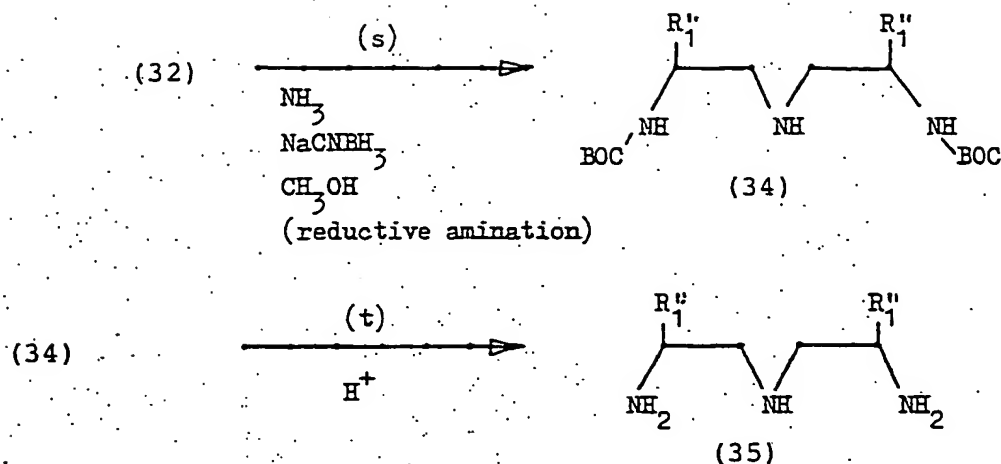 R₁" R₁"
(s)
(32)
NH₃
NaCNBH₃
CH₃OH
(reductive amination)
NH NH NH
BOC BOC
(34)
(t)
R₁" R₁"
(34)
H⁺
NH₂ NH NH₂
(35)